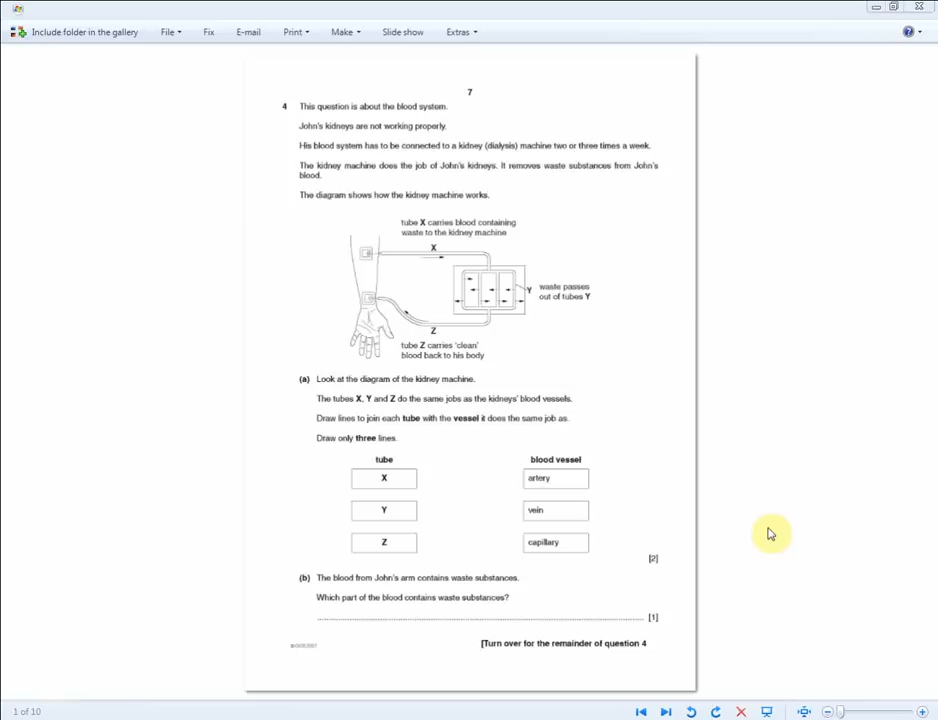 Include folder in the gallery File Fix E-mail Print Make Slide show Extras
7
4 This question is about the blood system.
John's kidneys are not working properly.
His blood system has to be connected to a kidney (dialysis) machine two or three times a week.
The kidney machine does the job of John's kidneys. It removes waste substances from John's
blood.
The diagram shows how the kidney machine works.
tube X carries blood containing
waste to the kidney machine
X
Y waste passes
out of tubes Y
Z
tube Z carries 'clean'
blood back to his body
(a) Look at the diagram of the kidney machine.
The tubes X, Y and Z do the same jobs as the kidneys' blood vessels.
Draw lines to join each tube with the vessel it does the same job as.
Draw only three lines.
tube blood vessel
X artery
Y vein
Z capillary
[2]
(b) The blood from John's arm contains waste substances.
Which part of the blood contains waste substances?
[1]
[Turn over for the remainder of question 4
1 of 10